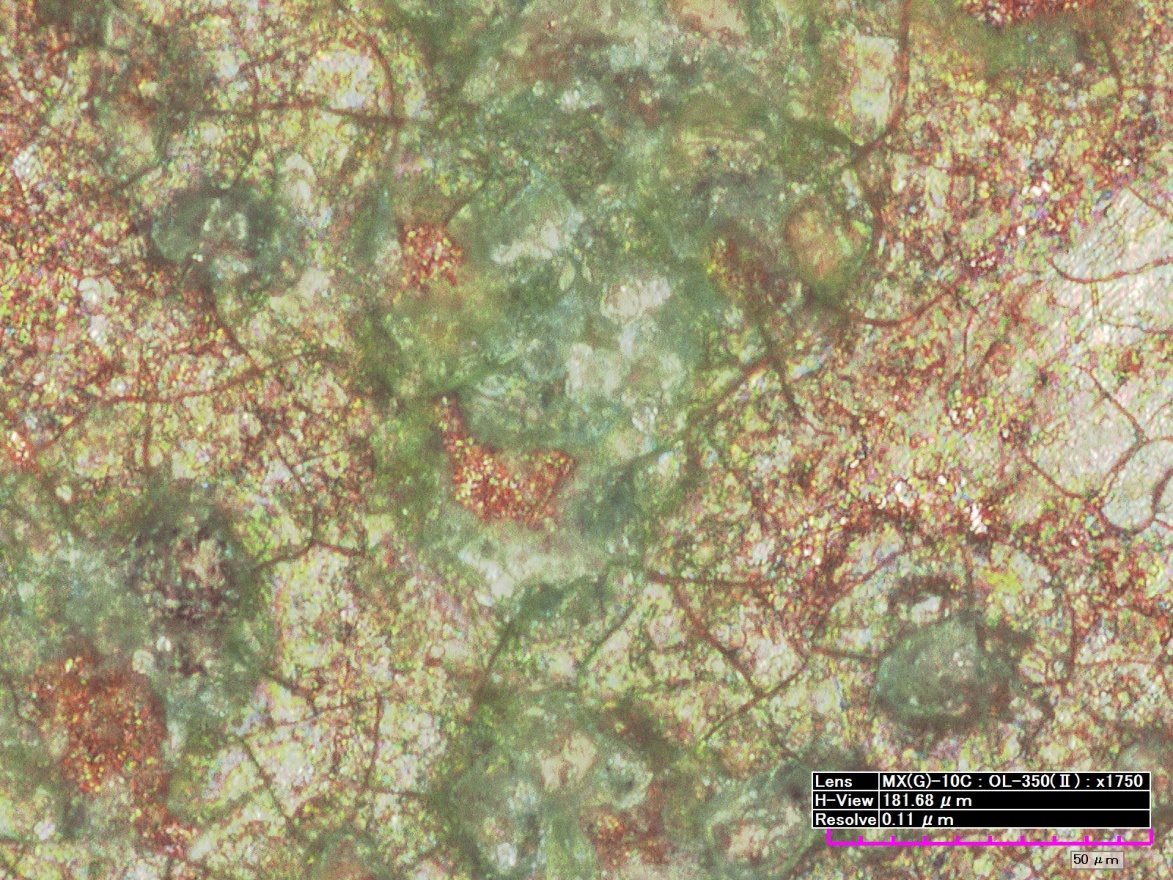 Lens MX(G)-10C : OL-350(Ⅱ) : x1750
H-View 181.68 μm
Resolve 0.11 μm
50 μm